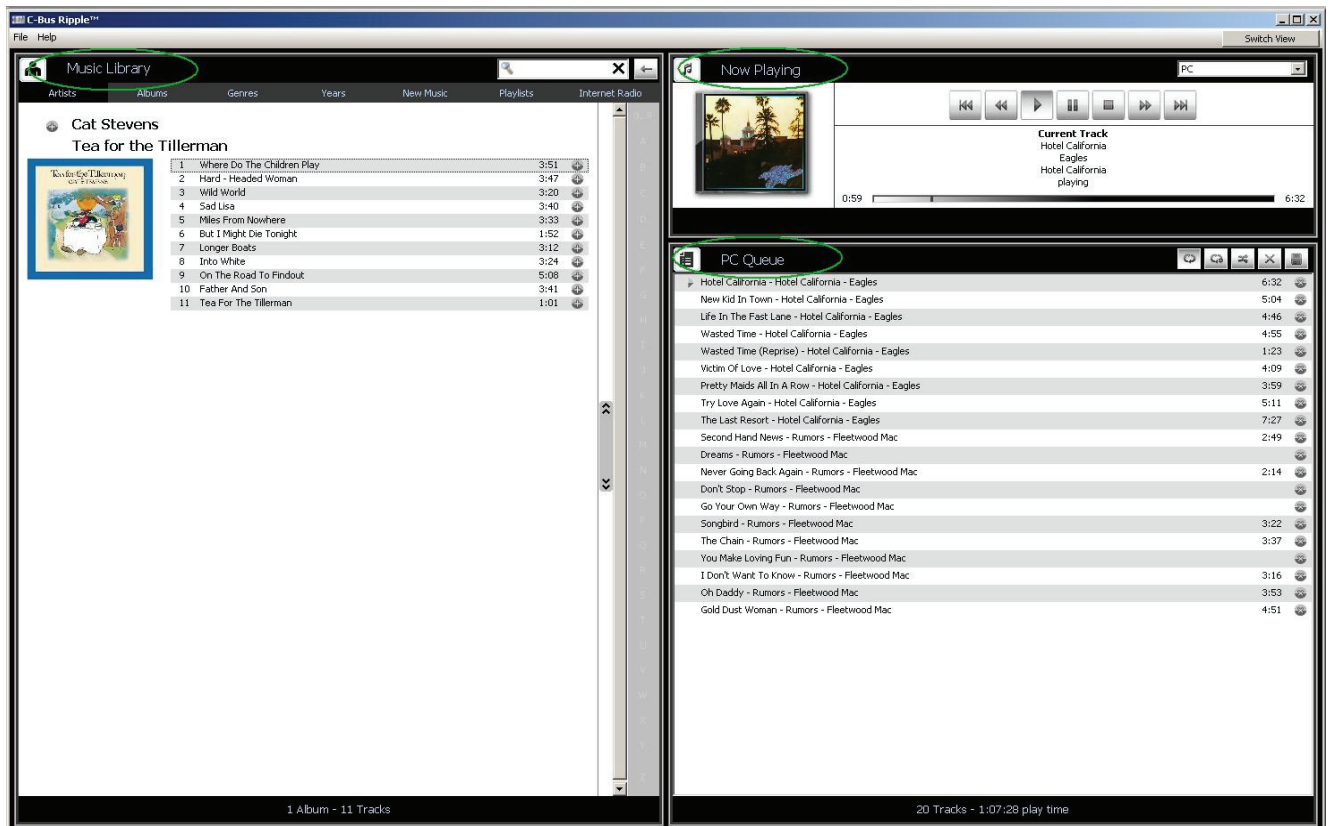 C-Bus Ripple™
File Help
Switch View
Music Library
Artists Albums Genres Years New Music Playlists Internet Radio
Cat Stevens
Tea for the Tillerman
Tea for the Tillerman
CAT STEVENS
1 Where Do The Children Play 3:51
2 Hard - Headed Woman 3:47
3 Wild World 3:20
4 Sad Lisa 3:40
5 Miles From Nowhere 3:33
6 But I Might Die Tonight 1:52
7 Longer Boats 3:12
8 Into White 3:24
9 On The Road To Findout 5:08
10 Father And Son 3:41
11 Tea For The Tillerman 1:01
A
B
C
D
E
F
G
H
I
J
K
L
M
N
O
P
Q
R
S
T
U
V
W
X
Y
Z
1 Album - 11 Tracks
Now Playing
PC
Current Track
Hotel California
Eagles
Hotel California
playing
0:59 6:32
PC Queue
Hotel California - Hotel California - Eagles 6:32
New Kid In Town - Hotel California - Eagles 5:04
Life In The Fast Lane - Hotel California - Eagles 4:46
Wasted Time - Hotel California - Eagles 4:55
Wasted Time (Reprise) - Hotel California - Eagles 1:23
Victim Of Love - Hotel California - Eagles 4:09
Pretty Maids All In A Row - Hotel California - Eagles 3:59
Try Love Again - Hotel California - Eagles 5:11
The Last Resort - Hotel California - Eagles 7:27
Second Hand News - Rumors - Fleetwood Mac 2:49
Dreams - Rumors - Fleetwood Mac
Never Going Back Again - Rumors - Fleetwood Mac 2:14
Don't Stop - Rumors - Fleetwood Mac
Go Your Own Way - Rumors - Fleetwood Mac
Songbird - Rumors - Fleetwood Mac 3:22
The Chain - Rumors - Fleetwood Mac 3:37
You Make Loving Fun - Rumors - Fleetwood Mac
I Don't Want To Know - Rumors - Fleetwood Mac 3:16
Oh Daddy - Rumors - Fleetwood Mac 3:53
Gold Dust Woman - Rumors - Fleetwood Mac 4:51
20 Tracks - 1:07:28 play time